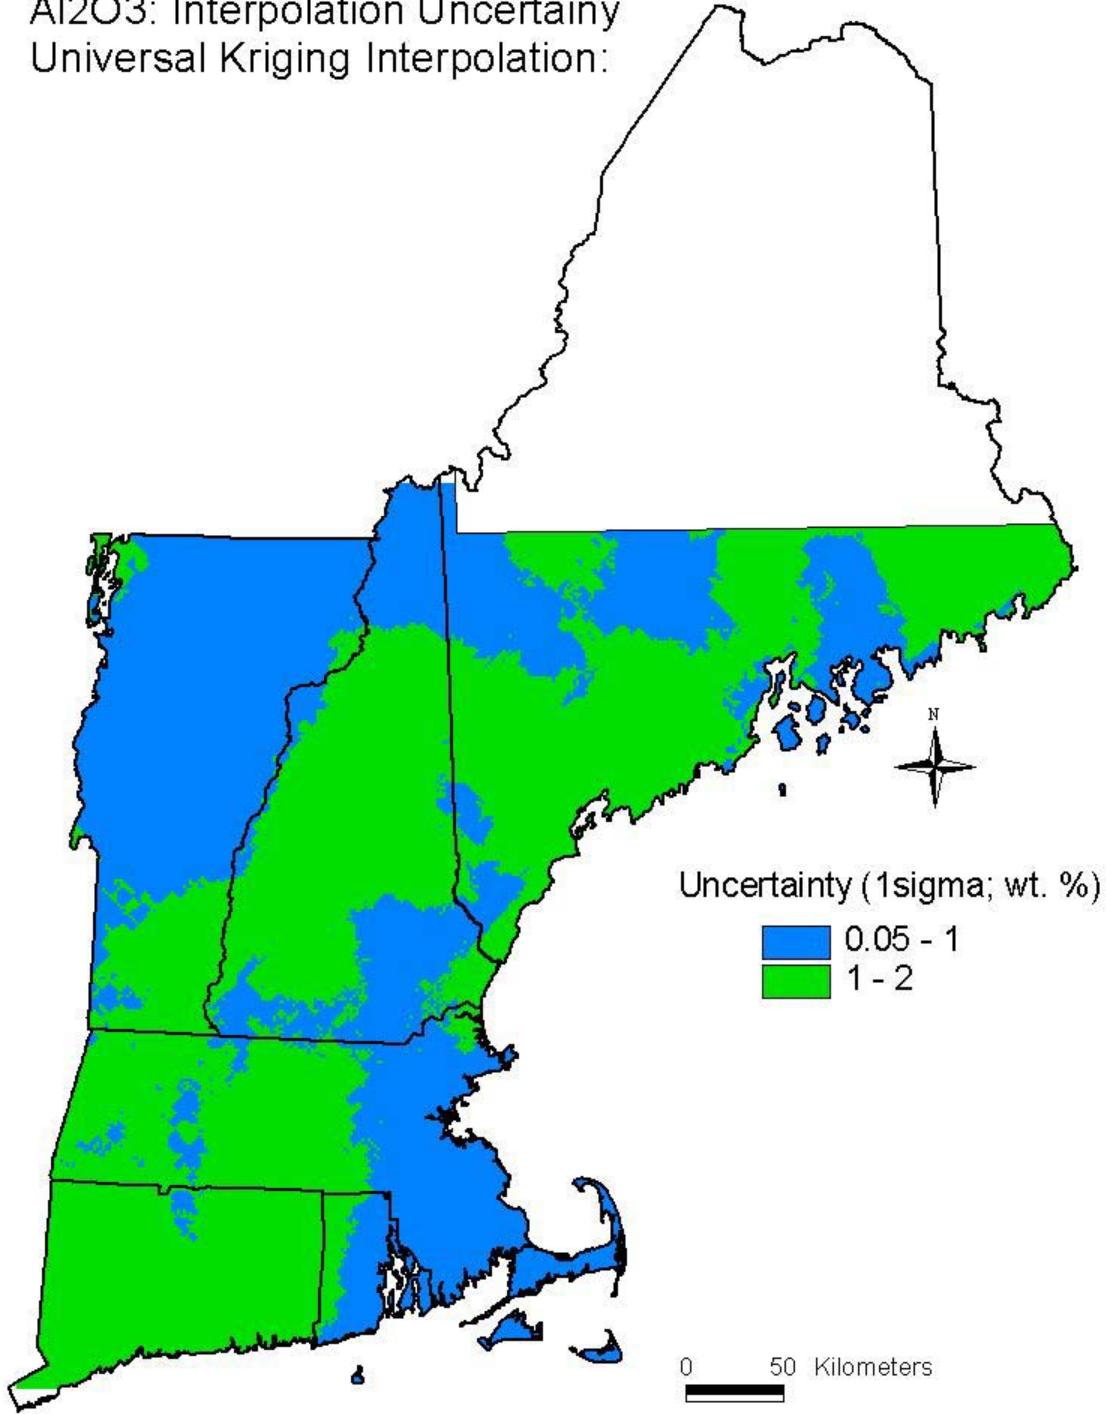 Al2O3: Interpolation Uncertainy
Universal Kriging Interpolation:
N
Uncertainty (1sigma; wt. %)
0.05 - 1
1 - 2
0 50 Kilometers